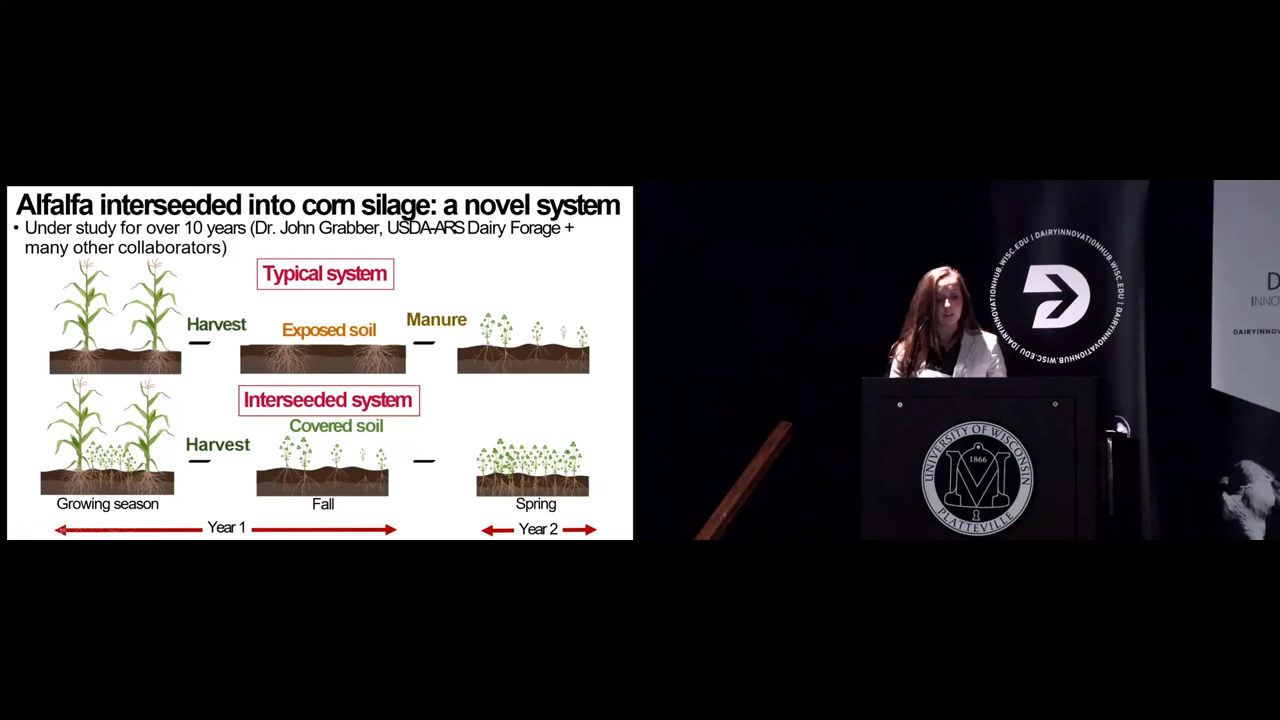 Alfalfa interseeded into corn silage: a novel system
• Under study for over 10 years (Dr. John Grabber, USDA-ARS Dairy Forage +
many other collaborators)
Typical system
Harvest
Exposed soil
Manure
Interseeded system
Harvest
Covered soil
Growing season
Fall
Spring
Year 1
Year 2
DAIRYINNOVATIONHUB.WISC.EDU | DAIRYINNOVATIONHUB.WISC.EDU | DAIRYINNOVATIONHUB.WISC.EDU |
UNIVERSITY OF WISCONSIN
1866
M
PLATTEVILLE
D
INNO
DAIRYINNOV